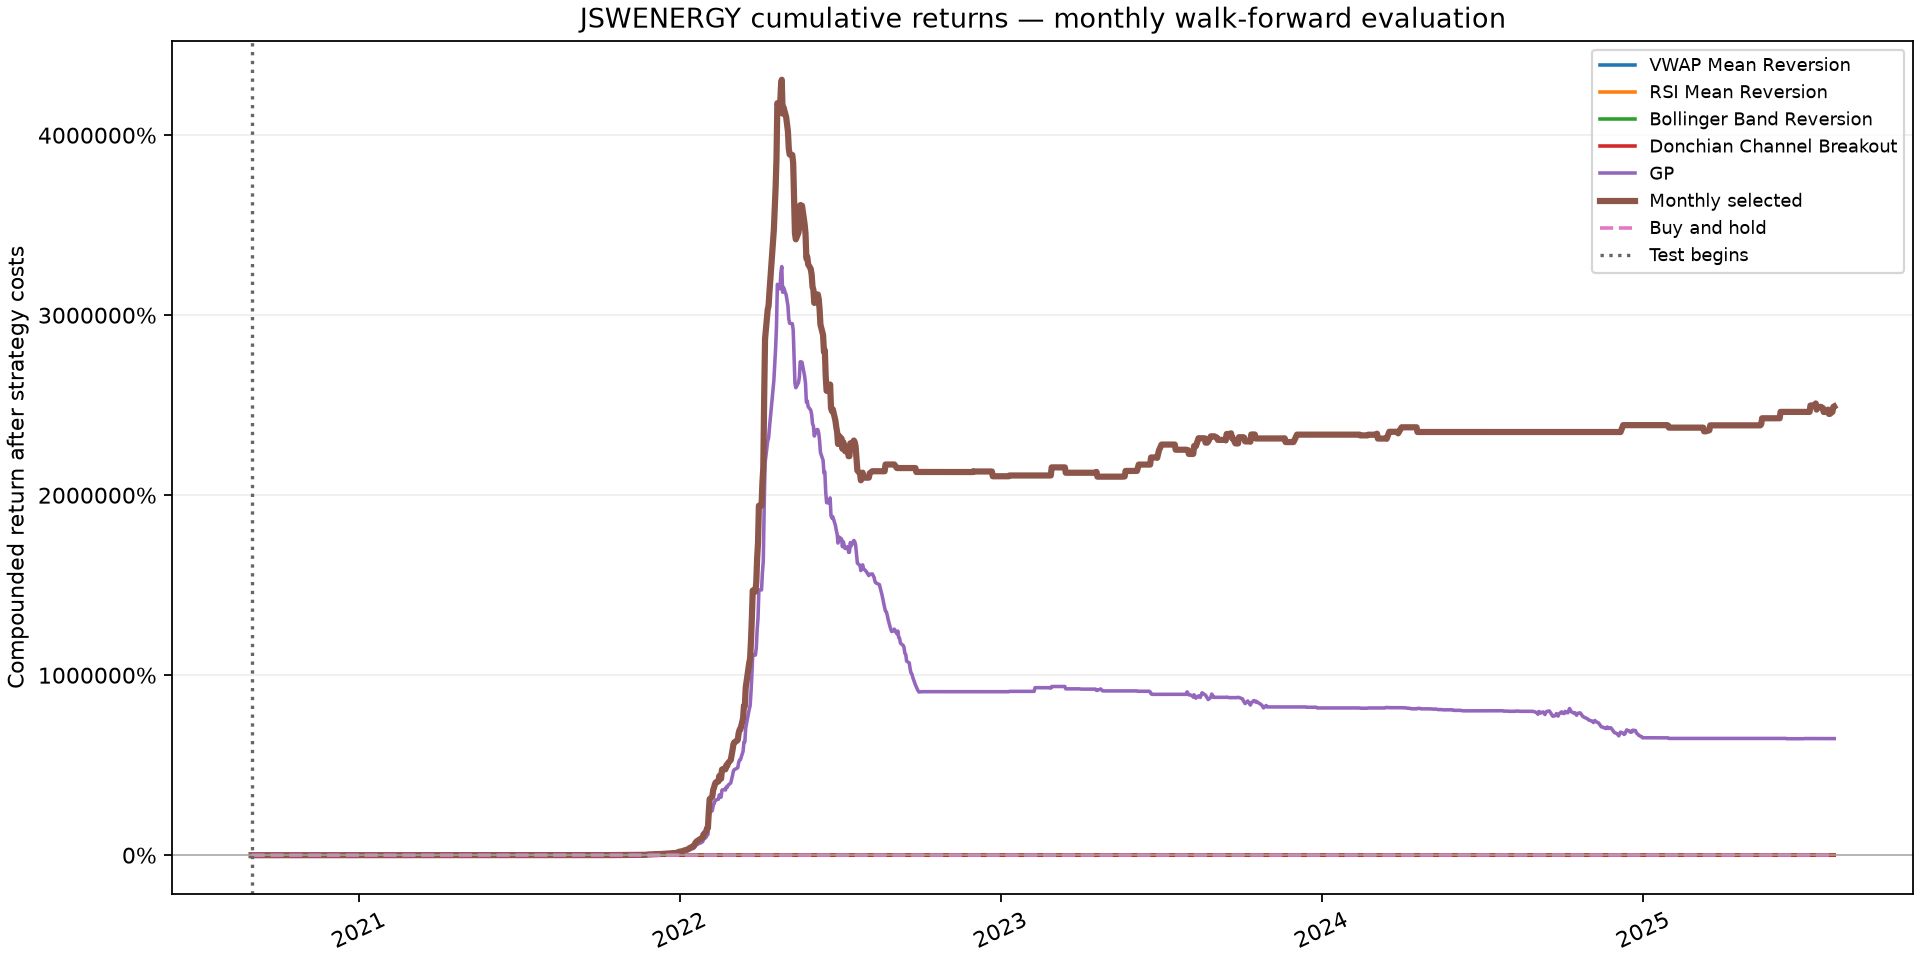 JSWENERGY cumulative returns — monthly walk-forward evaluation
Compounded return after strategy costs
4000000%
3000000%
2000000%
1000000%
0%
2021
2022
2023
2024
2025
VWAP Mean Reversion
RSI Mean Reversion
Bollinger Band Reversion
Donchian Channel Breakout
GP
Monthly selected
Buy and hold
Test begins